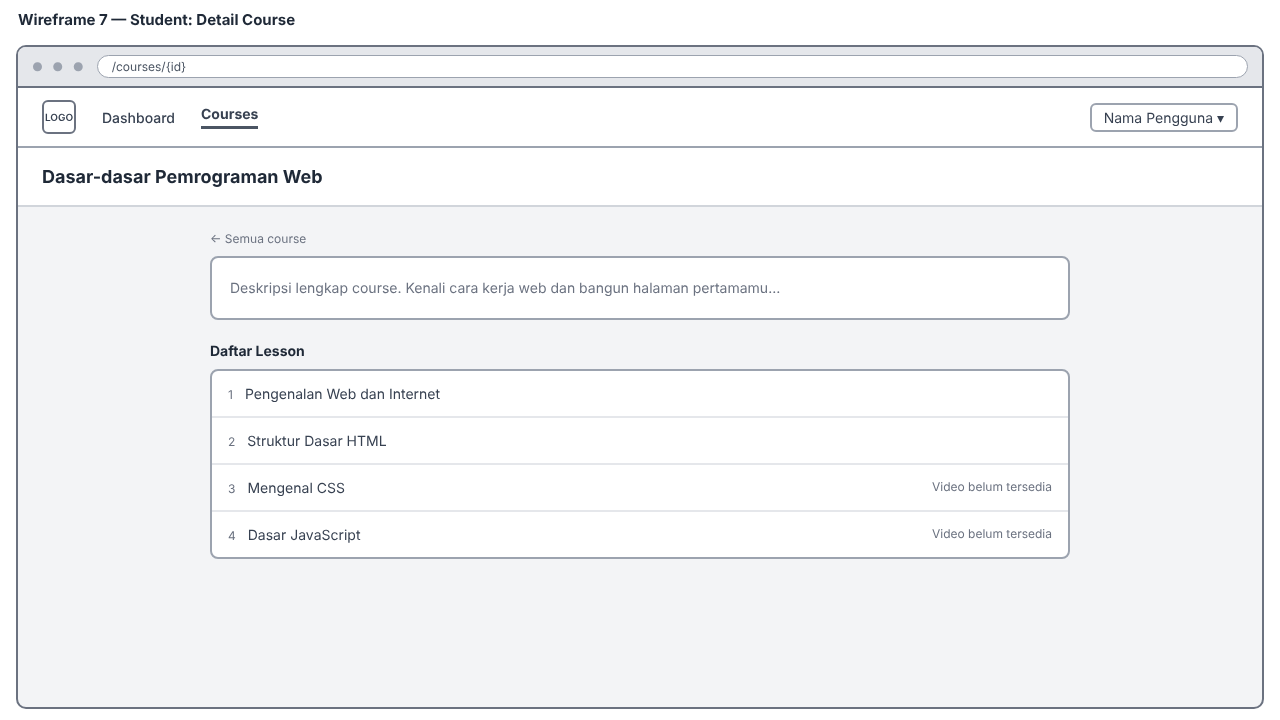 Wireframe 7 — Student: Detail Course
/courses/{id}
LOGO Dashboard Courses Nama Pengguna ▾
Dasar-dasar Pemrograman Web
← Semua course
Deskripsi lengkap course. Kenali cara kerja web dan bangun halaman pertamamu...
Daftar Lesson
1 Pengenalan Web dan Internet
2 Struktur Dasar HTML
3 Mengenal CSS Video belum tersedia
4 Dasar JavaScript Video belum tersedia